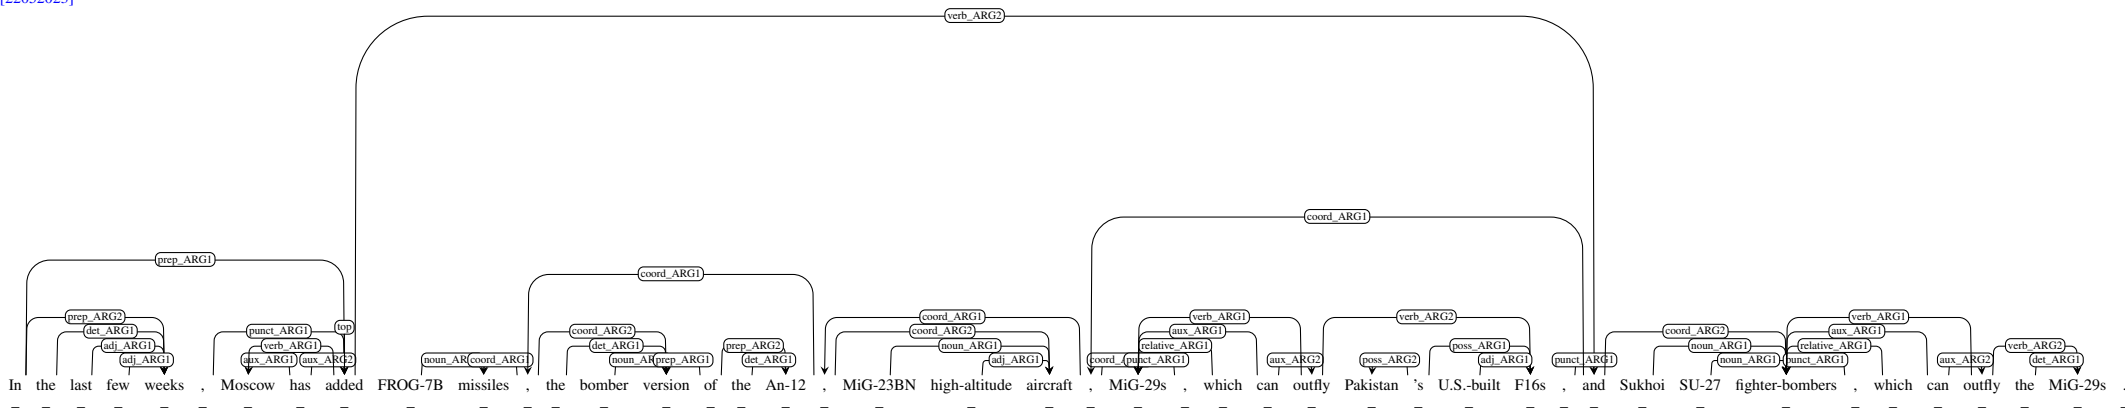 verb_ARG2
coord_ARG1
prep_ARG1
coord_ARG1
prep_ARG2 coord_ARG1 verb_ARG1 verb_ARG2 verb_ARG1
top
det_ARG1 punct_ARG1 coord_ARG2 coord_ARG2 aux_ARG1 coord_ARG2 aux_ARG1
adj_ARG1 verb_ARG1 det_ARG1 prep_ARG2 noun_ARG1 relative_ARG1 poss_ARG1 noun_ARG1 relative_ARG1 verb_ARG2
adj_ARG1 aux_ARG1 aux_ARG2 coord_ARG1 prep_ARG1 det_ARG1 adj_ARG1 punct_ARG1 aux_ARG2 poss_ARG2 adj_ARG1 punct_ARG1 noun_ARG1 punct_ARG1 aux_ARG2 det_ARG1
In the last few weeks , Moscow has added FROG-7B missiles , the bomber version of the An-12 , MiG-23BN high-altitude aircraft , MiG-29s , which can outfly Pakistan 's U.S.-built F16s , and Sukhoi SU-27 fighter-bombers , which can outfly the MiG-29s